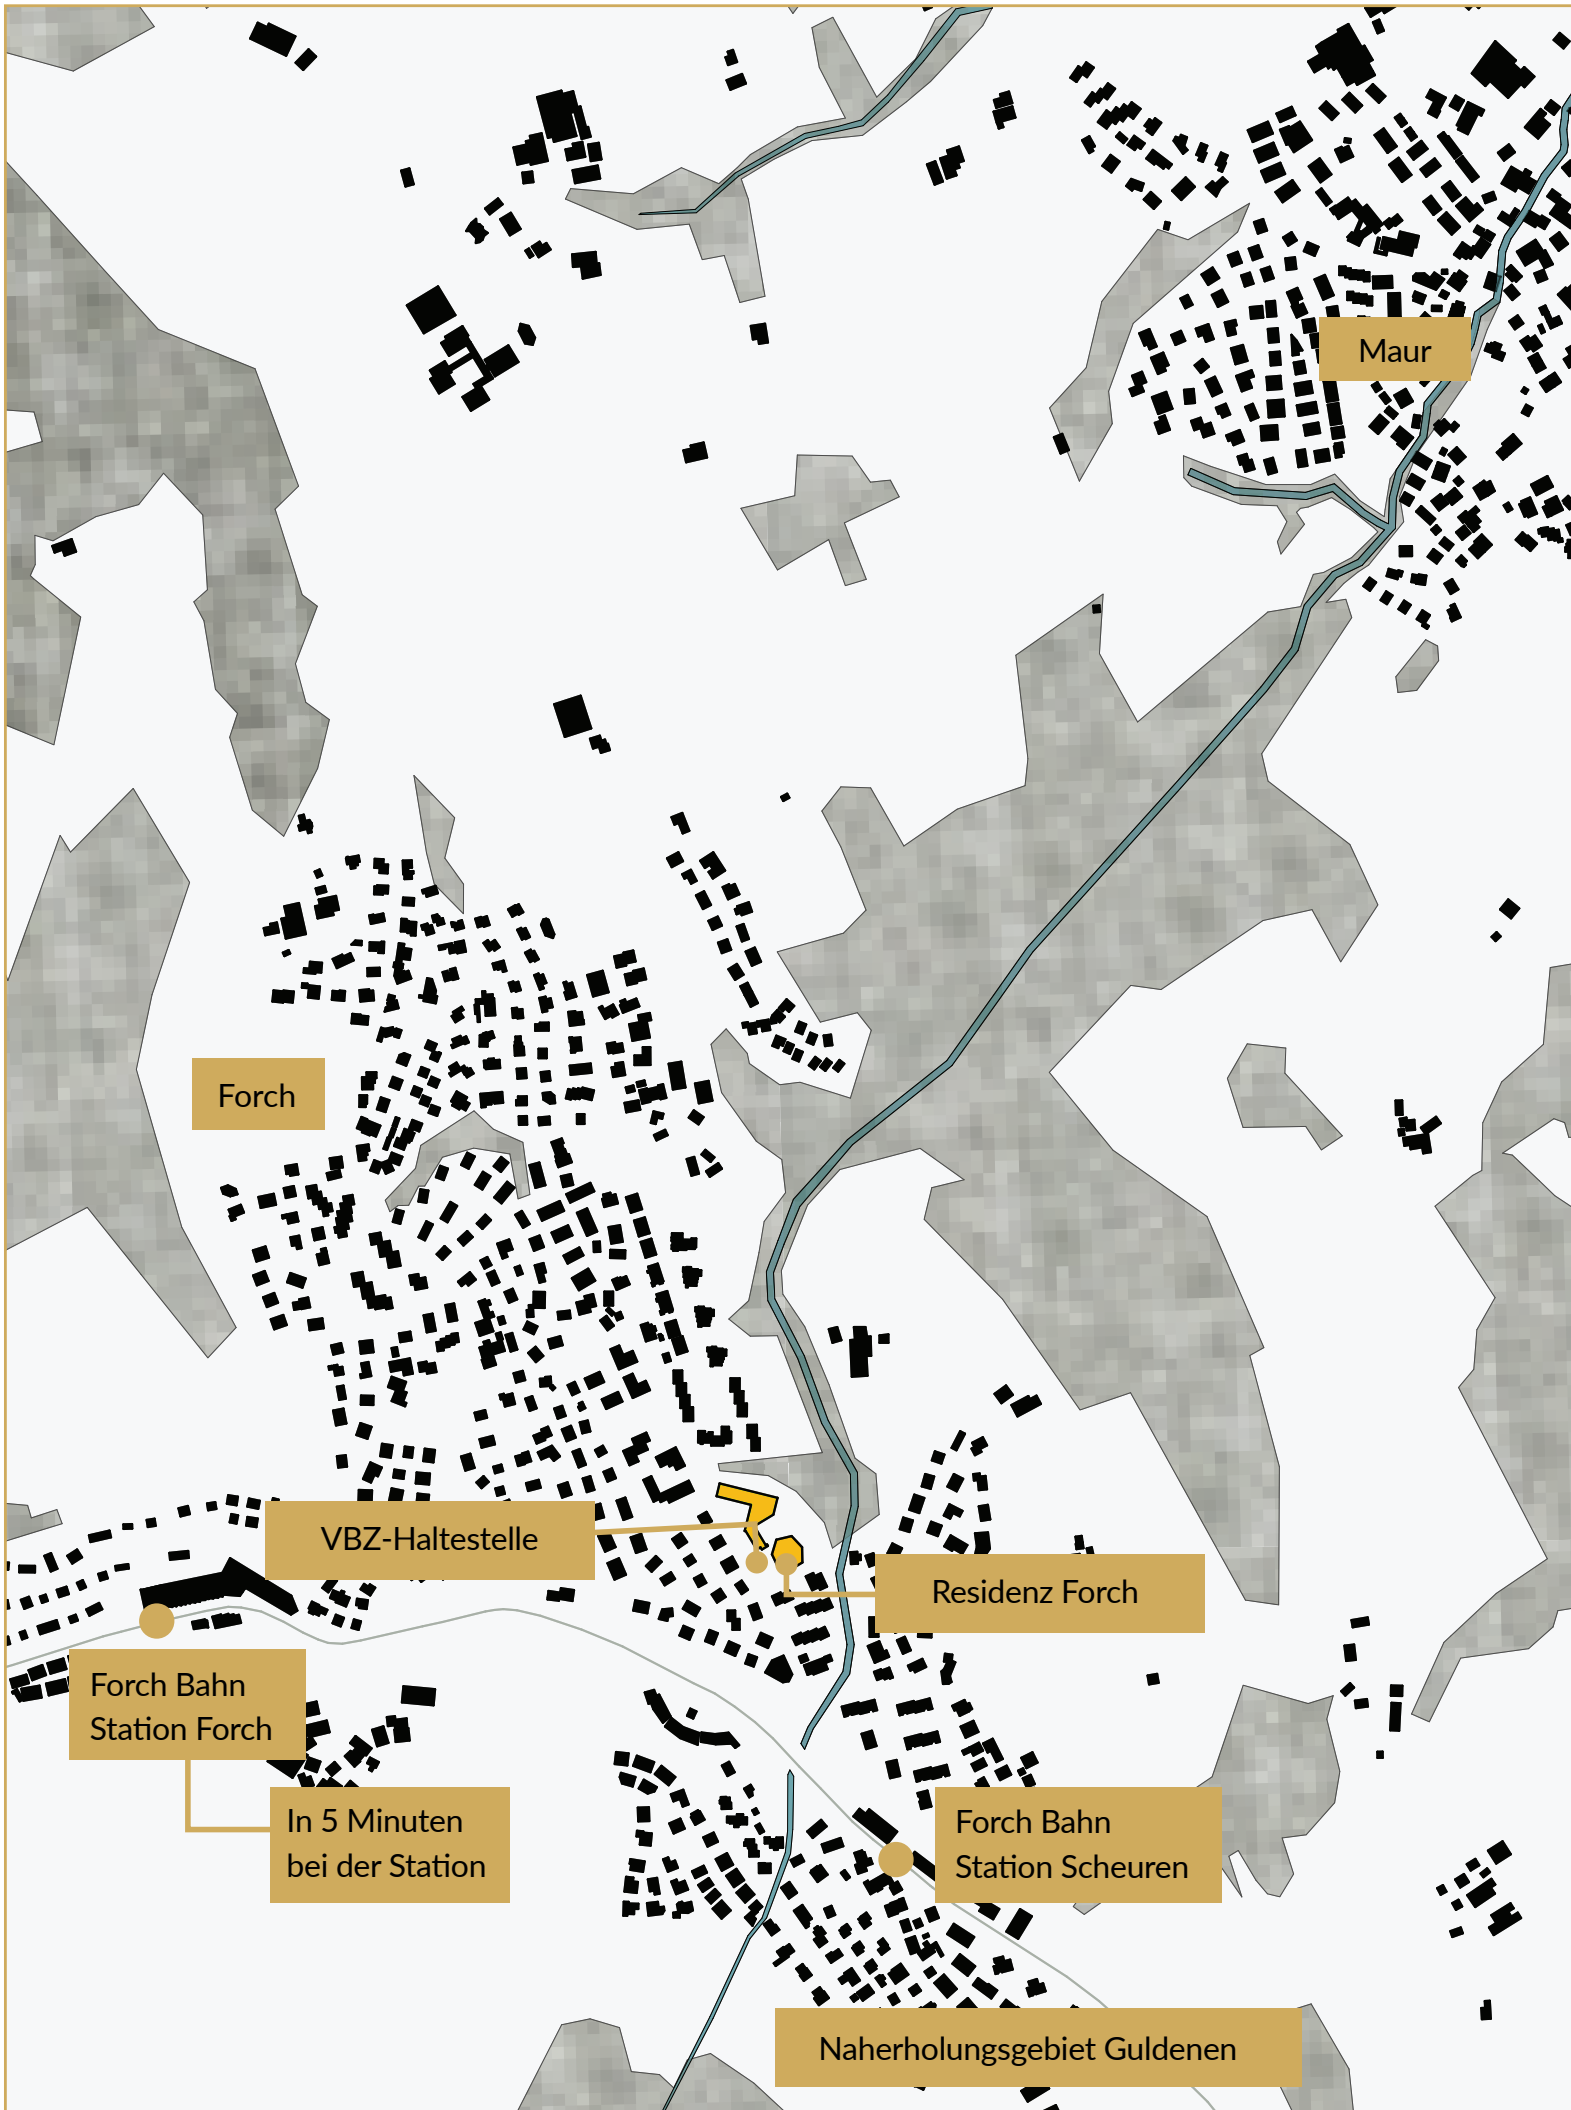 Maur
Forch
VBZ-Haltestelle
Residenz Forch
Forch Bahn
Station Forch
In 5 Minuten
bei der Station
Forch Bahn
Station Scheuren
Naherholungsgebiet Guldenen